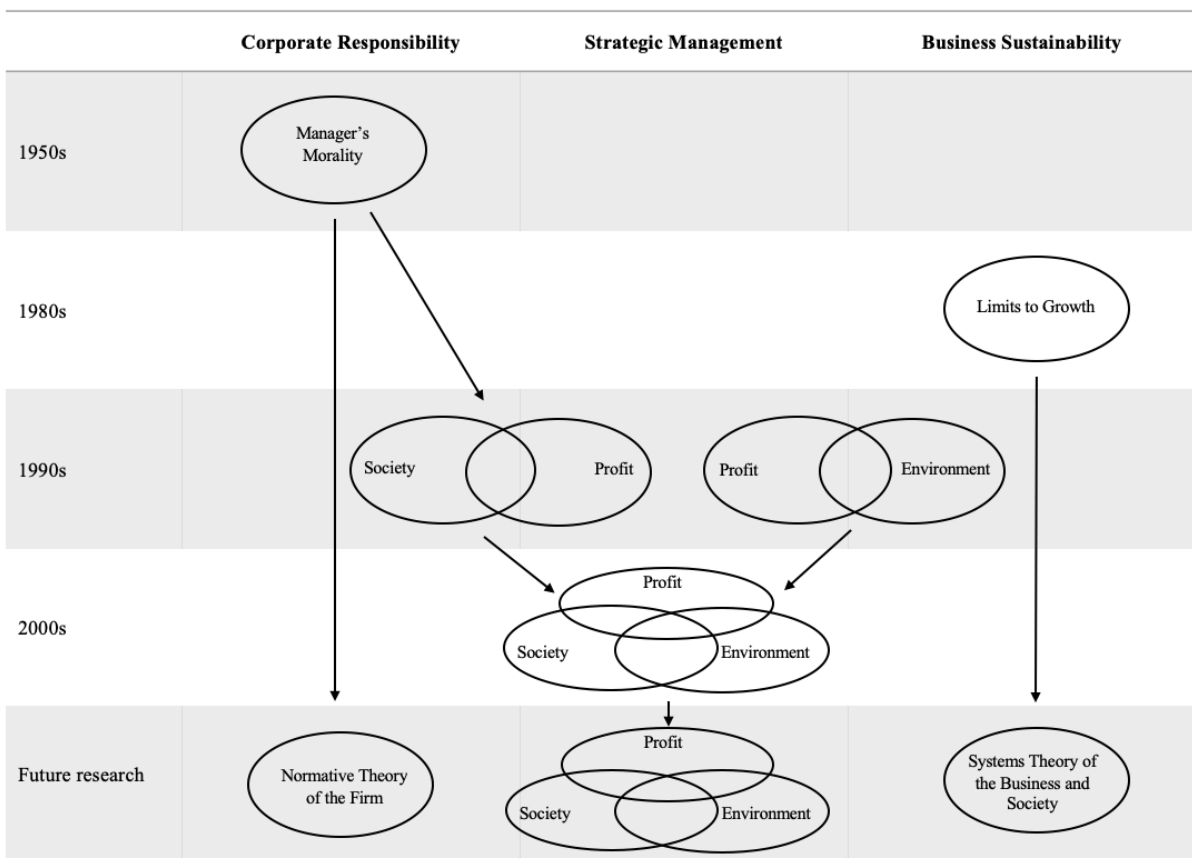 Corporate Responsibility
Strategic Management
Business Sustainability
1950s
Manager’s
Morality
1980s
Limits to Growth
1990s
Society
Profit
Profit
Environment
2000s
Profit
Society
Environment
Future research
Normative Theory
of the Firm
Profit
Society
Environment
Systems Theory of
the Business and
Society